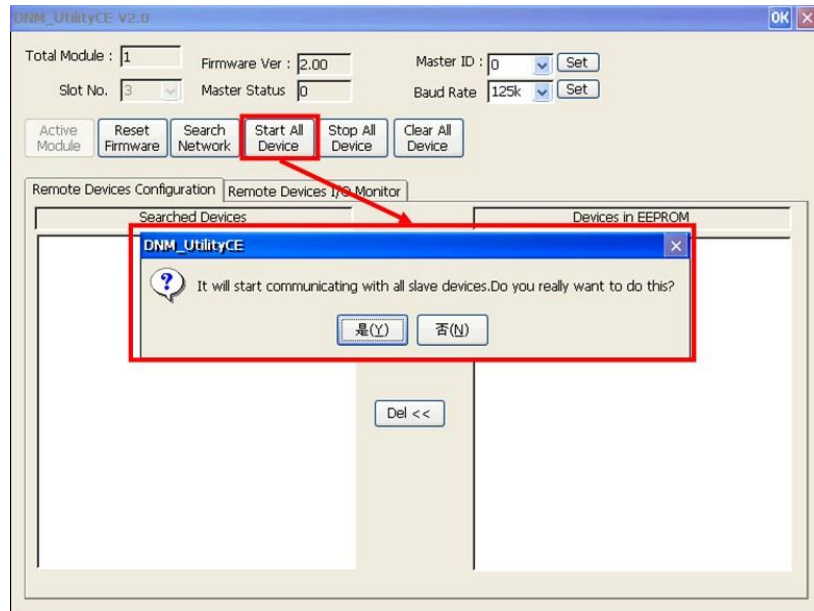 DNM_UtilityCE V2.0 OK
Total Module : 1 Firmware Ver : 2.00 Master ID : 0 Set
Slot No. 3 Master Status 0 Baud Rate 125k Set
Active Module Reset Firmware Search Network Start All Device Stop All Device Clear All Device
Remote Devices Configuration Remote Devices I/O Monitor
Searched Devices Devices in EEPROM
DNM_UtilityCE
It will start communicating with all slave devices.Do you really want to do this?
是(Y) 否(N)
Del <<